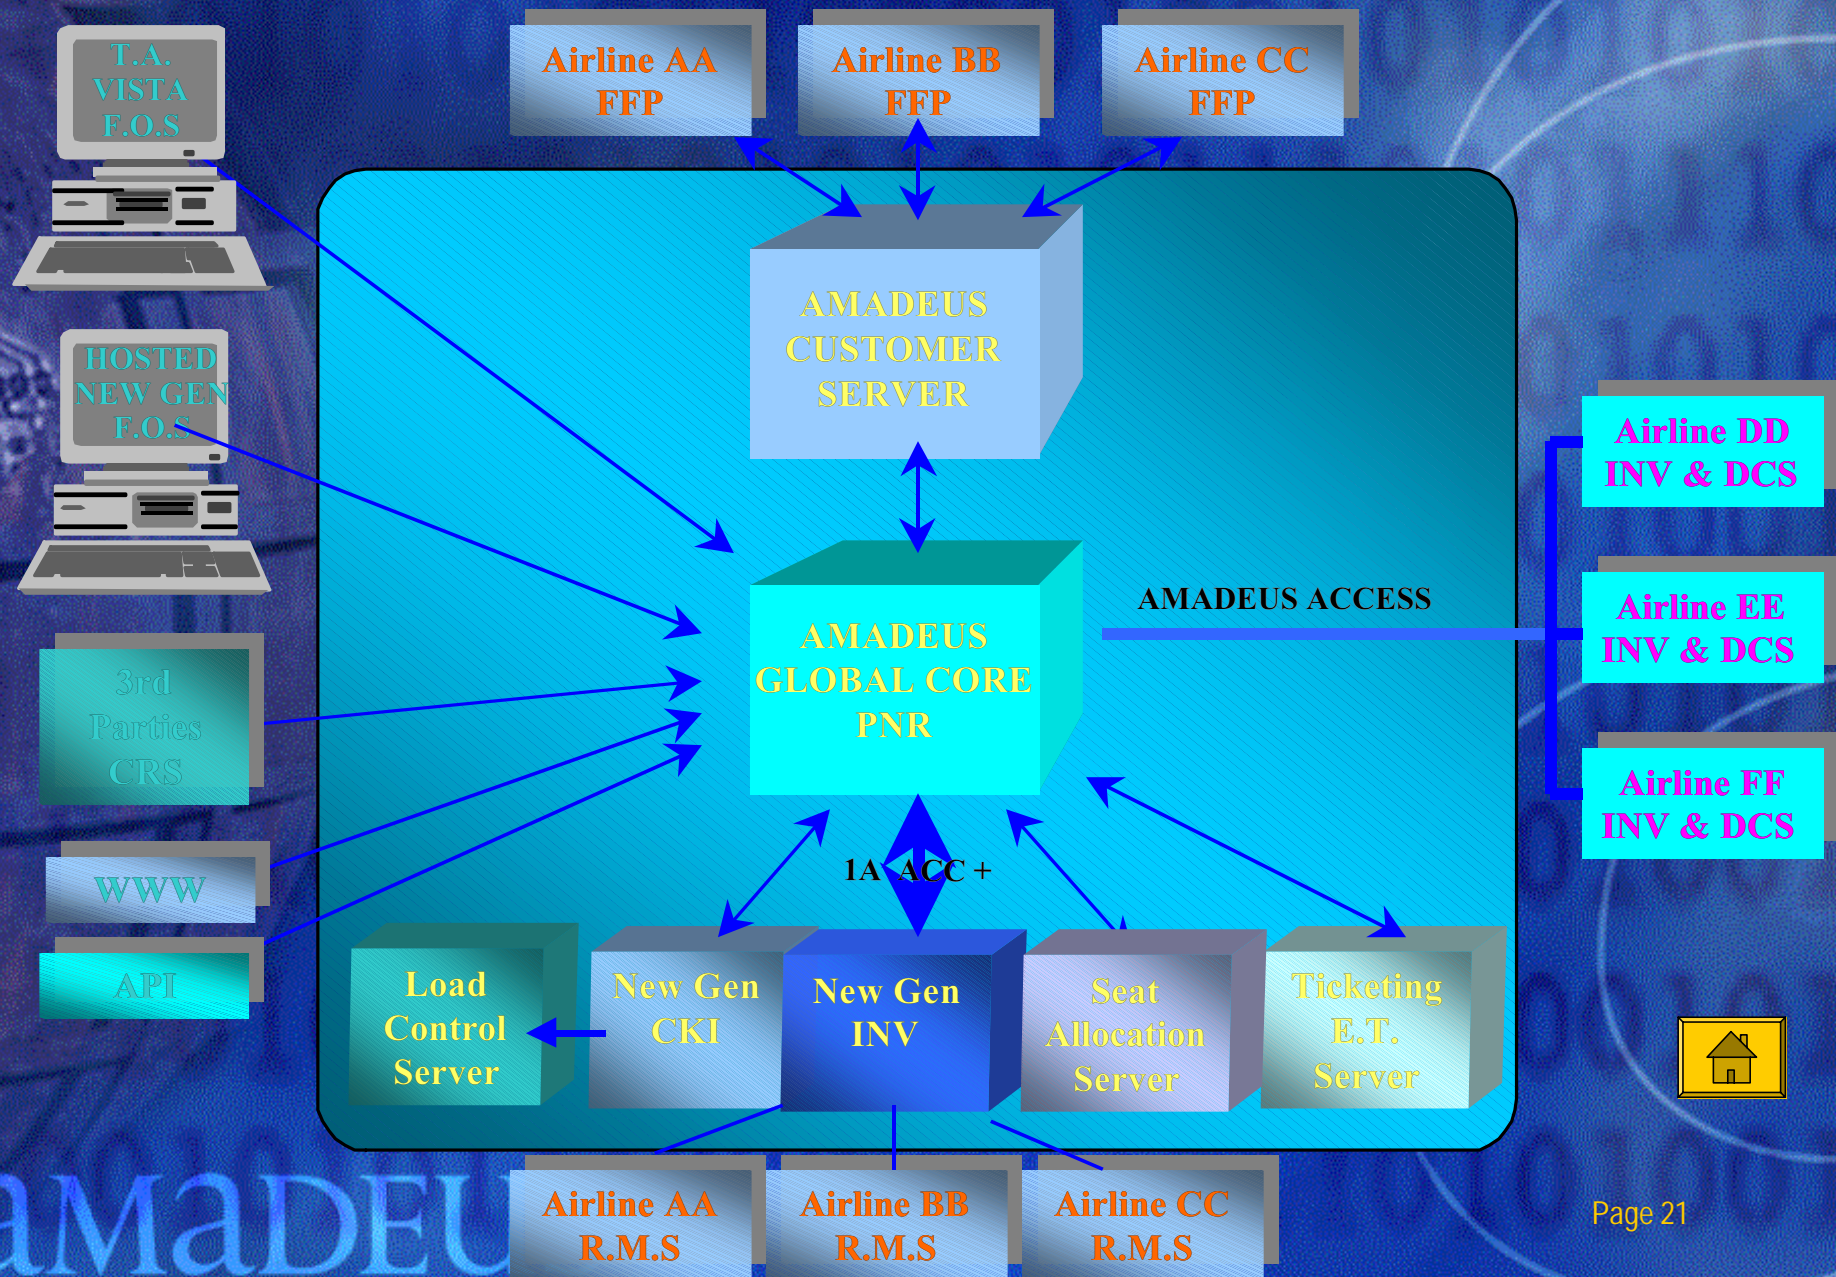 T.A.
VISTA
F.O.S
Airline AA
FFP
Airline BB
FFP
Airline CC
FFP
HOSTED
NEW GEN
F.O.S
AMADEUS
CUSTOMER
SERVER
3rd
Parties
CRS
AMADEUS
GLOBAL CORE
PNR
AMADEUS ACCESS
Airline DD
INV & DCS
Airline EE
INV & DCS
Airline FF
INV & DCS
WWW
API
1A ACC +
Load
Control
Server
New Gen
CKI
New Gen
INV
Seat
Allocation
Server
Ticketing
E.T.
Server
Airline AA
R.M.S
Airline BB
R.M.S
Airline CC
R.M.S
Page 21